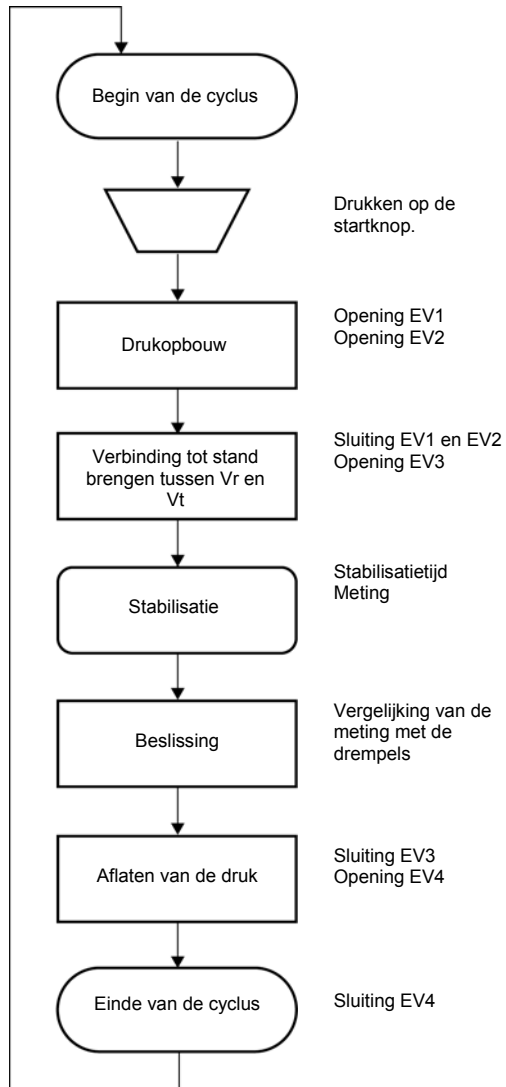 Begin van de cyclus
Drukken op de
startknop.
Drukopbouw
Opening EV1
Opening EV2
Verbinding tot stand
brengen tussen Vr en
Vt
Sluiting EV1 en EV2
Opening EV3
Stabilisatie
Stabilisatietijd
Meting
Beslissing
Vergelijking van de
meting met de
drempels
Aflaten van de druk
Sluiting EV3
Opening EV4
Einde van de cyclus
Sluiting EV4